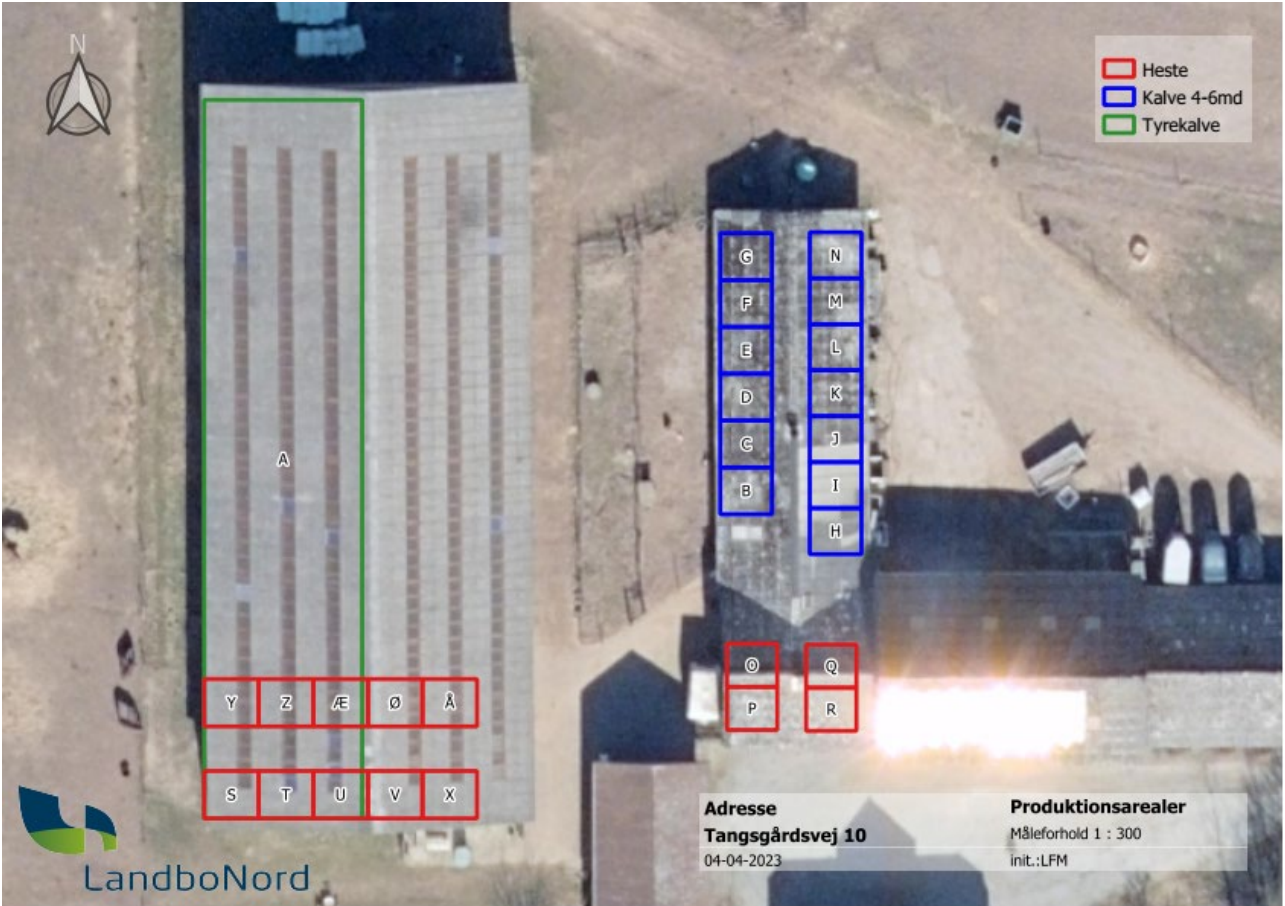 N
Heste
Kalve 4-6md
Tyrekalve
G N
F M
E L
D K
C J
A
B I
H
O Q
P R
Y Z Æ Ø Å
S T U V X
LandboNord
Adresse
Tangsgårdsvej 10
04-04-2023
Produktionsarealer
Måleforhold 1 : 300
init.:LFM